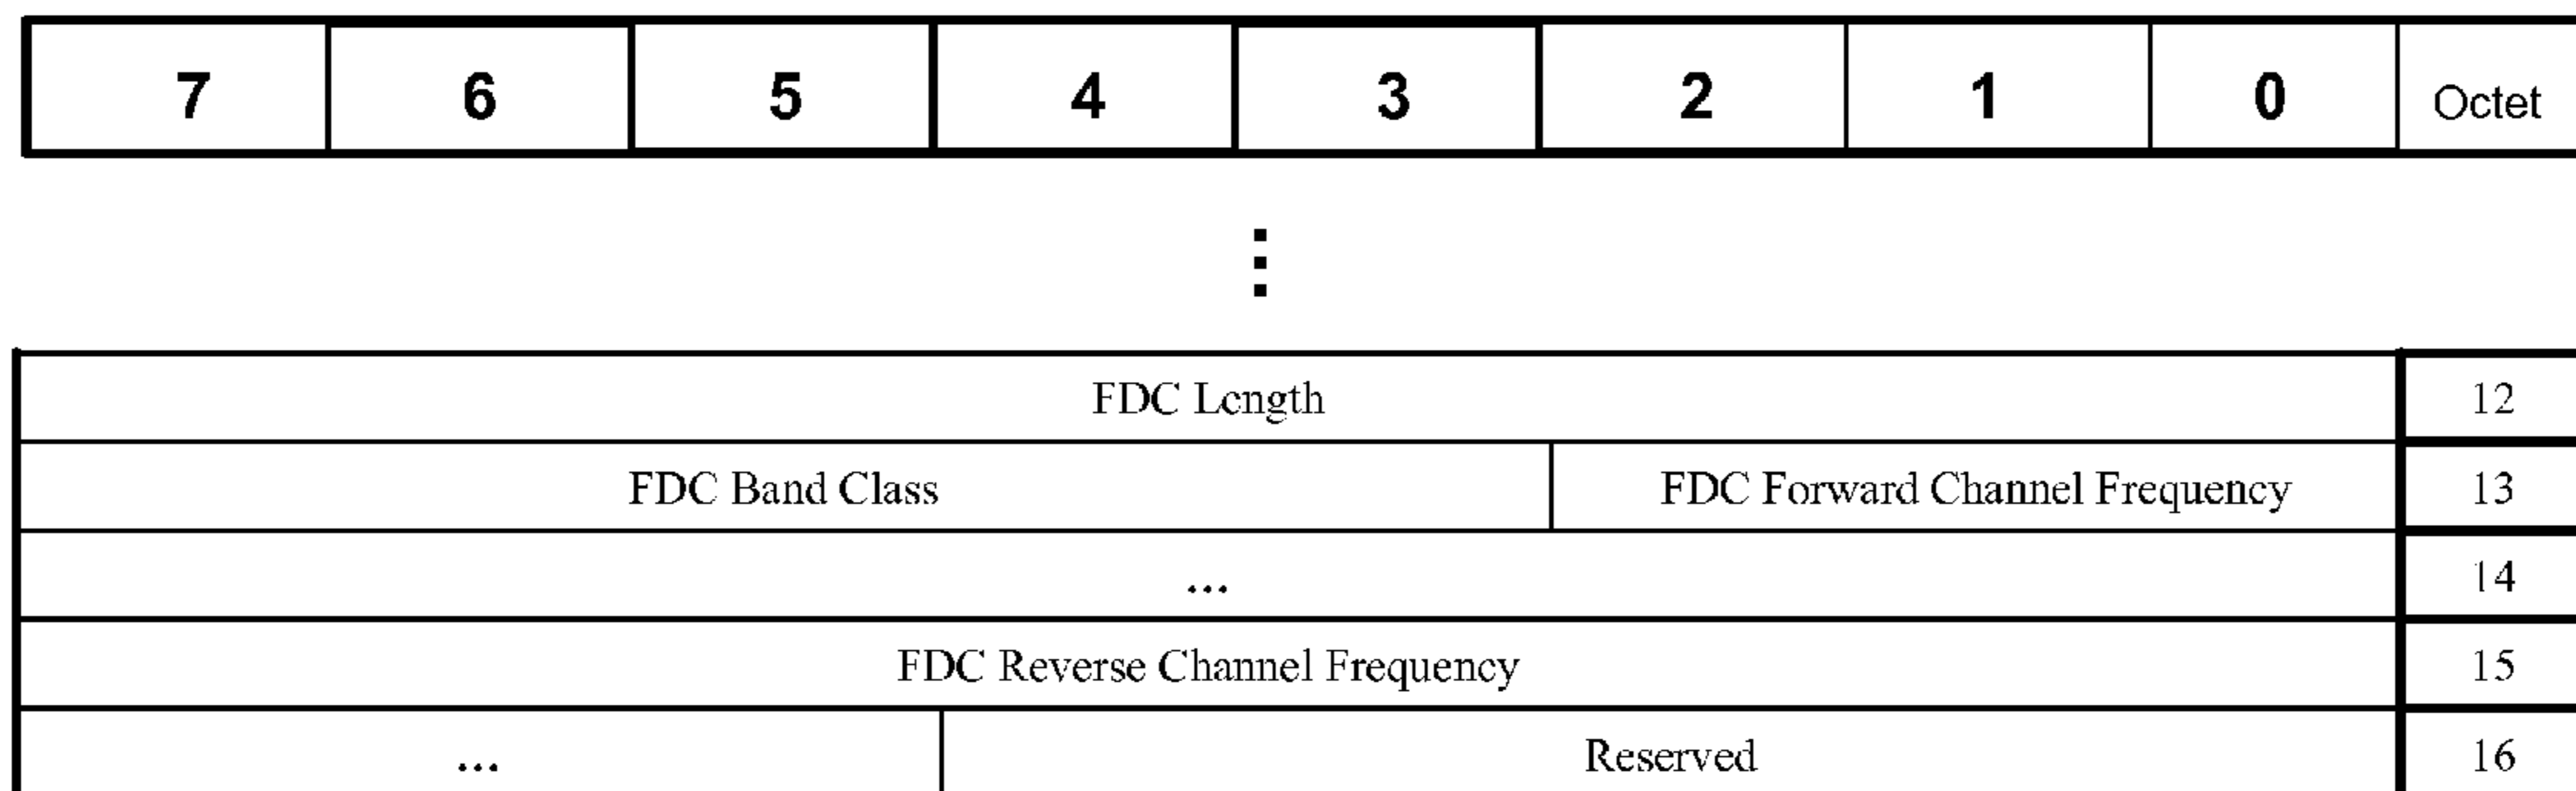 7 6 5 4 3 2 1 0 Octet
⋮
FDC Length 12
FDC Band Class FDC Forward Channel Frequency 13
... 14
FDC Reverse Channel Frequency 15
... Reserved 16